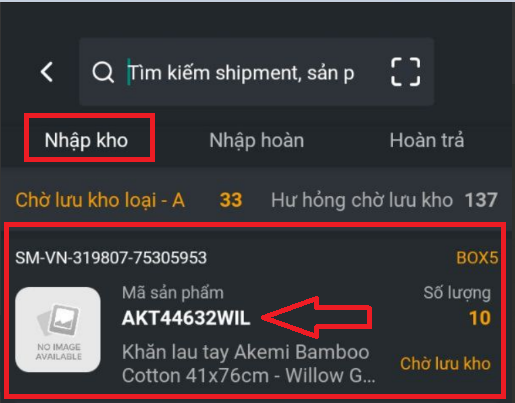 Tìm kiếm shipment, sản p
Nhập kho Nhập hoàn Hoàn trả
Chờ lưu kho loại - A 33 Hư hỏng chờ lưu kho 137
SM-VN-319807-75305953 BOX5
Mã sản phẩm Số lượng
AKT44632WIL 10
NO IMAGE
AVAILABLE
Khăn lau tay Akemi Bamboo
Cotton 41x76cm - Willow G... Chờ lưu kho